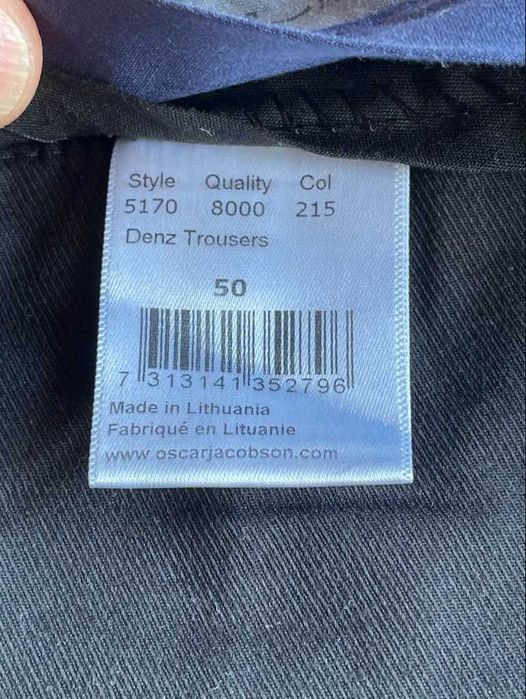 Style Quality Col
5170 8000 215
Denz Trousers
50
7 313141 352796
Made in Lithuania
Fabriqué en Lituanie
www.oscarjacobson.com